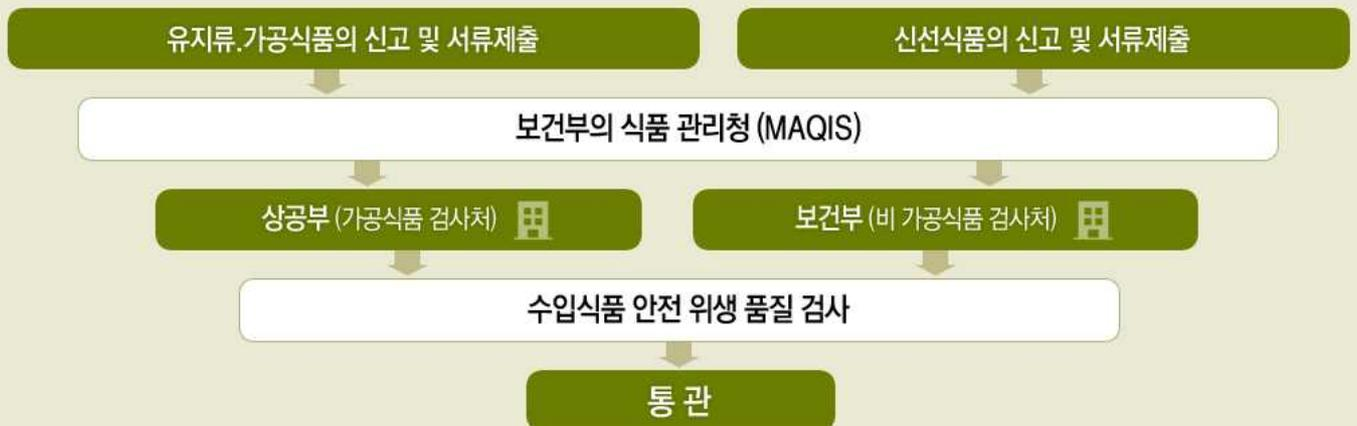 유지류.가공식품의 신고 및 서류제출
신선식품의 신고 및 서류제출
보건부의 식품 관리청 (MAQIS)
상공부 (가공식품 검사처)
보건부 (비 가공식품 검사처)
수입식품 안전 위생 품질 검사
통 관